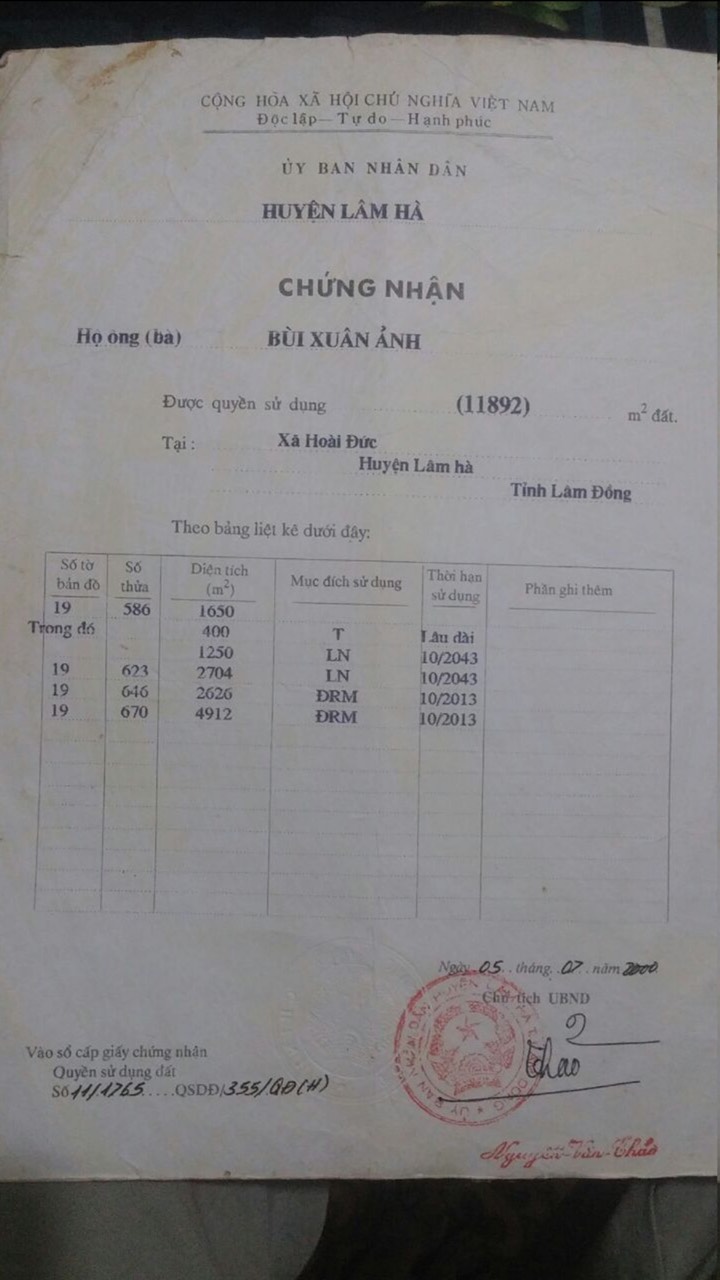 CỘNG HÒA XÃ HỘI CHỦ NGHĨA VIỆT NAM
Độc lập — Tự do — Hạnh phúc
ỦY BAN NHÂN DÂN
HUYỆN LÂM HÀ
CHỨNG NHẬN
Họ ông (bà) BÙI XUÂN ẢNH
Được quyền sử dụng (11892) m² đất.
Tại : Xã Hoài Đức
Huyện Lâm hà
Tỉnh Lâm Đồng
Theo bảng liệt kê dưới đây:
Số tờ bản đồ Số thửa Diện tích (m²) Mục đích sử dụng Thời hạn sử dụng Phần ghi thêm
19 586 1650
Trong đó 400 T Lâu dài
1250 LN 10/2043
19 623 2704 LN 10/2043
19 646 2626 ĐRM 10/2013
19 670 4912 ĐRM 10/2013
Ngày 05 tháng 07 năm 2000
Chủ tịch UBND
Thao
Vào sổ cấp giấy chứng nhận
Quyền sử dụng đất
Số 11/1765 QSDĐ/355/QĐ(H)
Nguyễn Văn Thảo